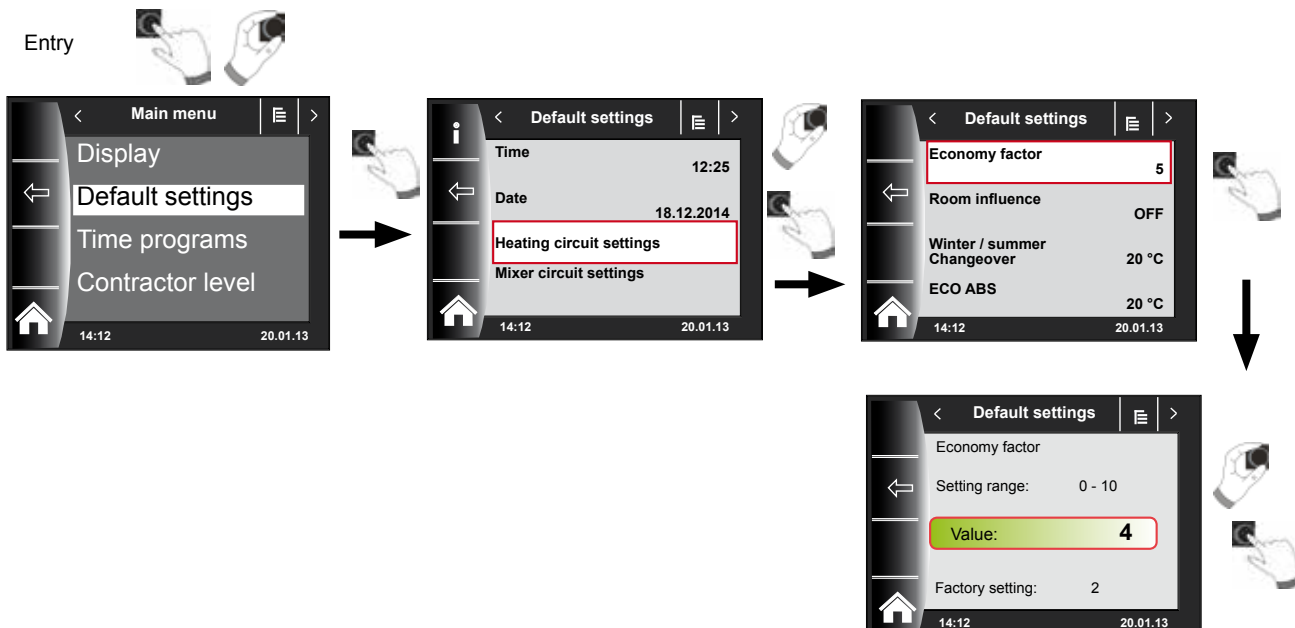 Entry
< Main menu >
Display
Default settings
Time programs
Contractor level
14:12 20.01.13
i < Default settings >
Time
12:25
Date
18.12.2014
Heating circuit settings
Mixer circuit settings
14:12 20.01.13
< Default settings >
Economy factor
5
Room influence
OFF
Winter / summer
Changeover 20 °C
ECO ABS
20 °C
14:12 20.01.13
< Default settings >
Economy factor
Setting range: 0 - 10
Value: 4
Factory setting: 2
14:12 20.01.13